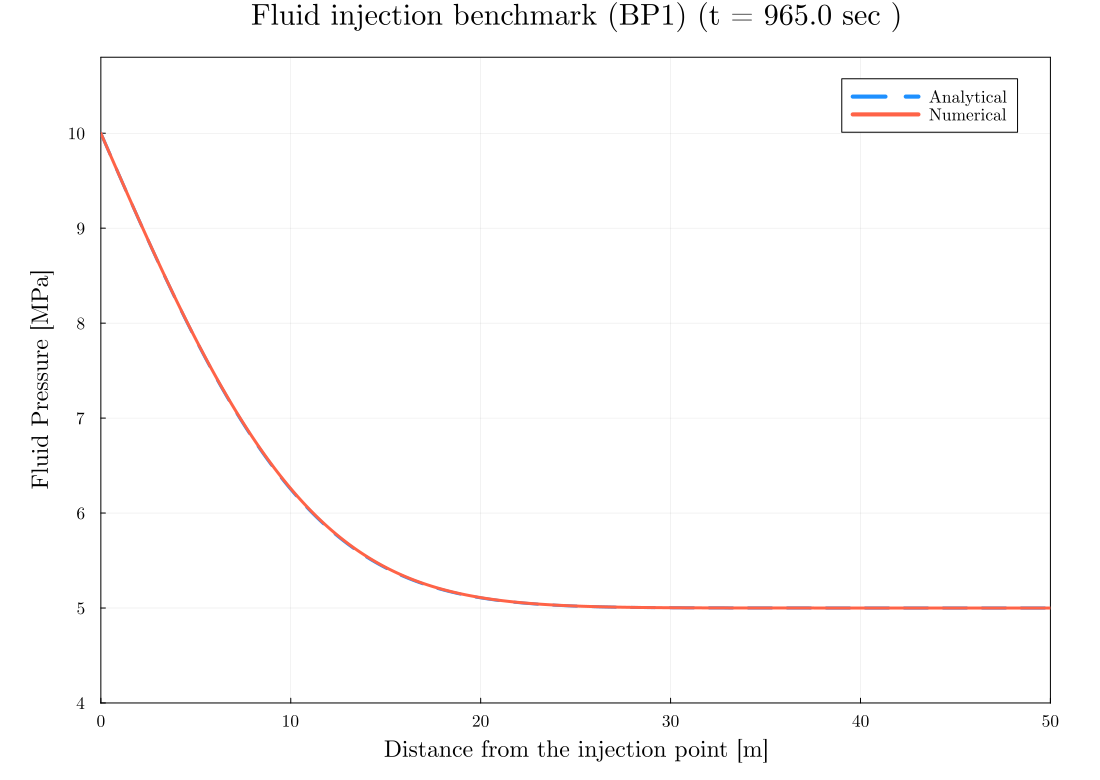 Fluid injection benchmark (BP1) (t = 965.0 sec )
Analytical
Numerical
Fluid Pressure [MPa]
10
9
8
7
6
5
4
0 10 20 30 40 50
Distance from the injection point [m]